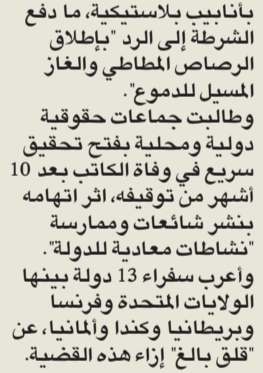 بأنابيب بلاستيكية، ما دفع
الشرطة إلى الرد "بإطلاق
الرصاص المطاطي والغاز
المسيل للدموع".
وطالبت جماعات حقوقية
دولية ومحلية بفتح تحقيق
سريع في وفاة الكاتب بعد 10
أشهر من توقيفه، اثر اتهامه
بنشر شائعات وممارسة
"نشاطات معادية للدولة".
وأعرب سفراء 13 دولة بينها
الولايات المتحدة وفرنسا
وبريطانيا وكندا وألمانيا، عن
"قلق بالغ" إزاء هذه القضية.